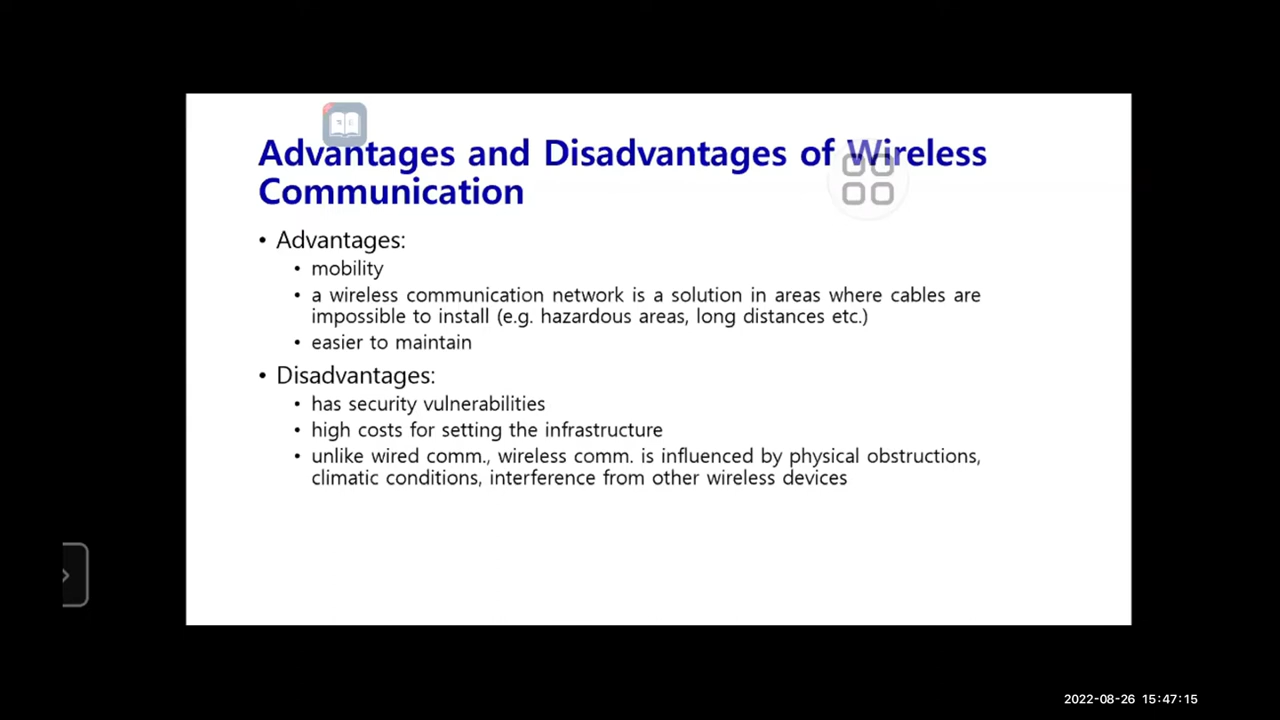 Advantages and Disadvantages of Wireless
Communication
• Advantages:
• mobility
• a wireless communication network is a solution in areas where cables are
impossible to install (e.g. hazardous areas, long distances etc.)
• easier to maintain
• Disadvantages:
• has security vulnerabilities
• high costs for setting the infrastructure
• unlike wired comm., wireless comm. is influenced by physical obstructions,
climatic conditions, interference from other wireless devices
2022-08-26 15:47:15